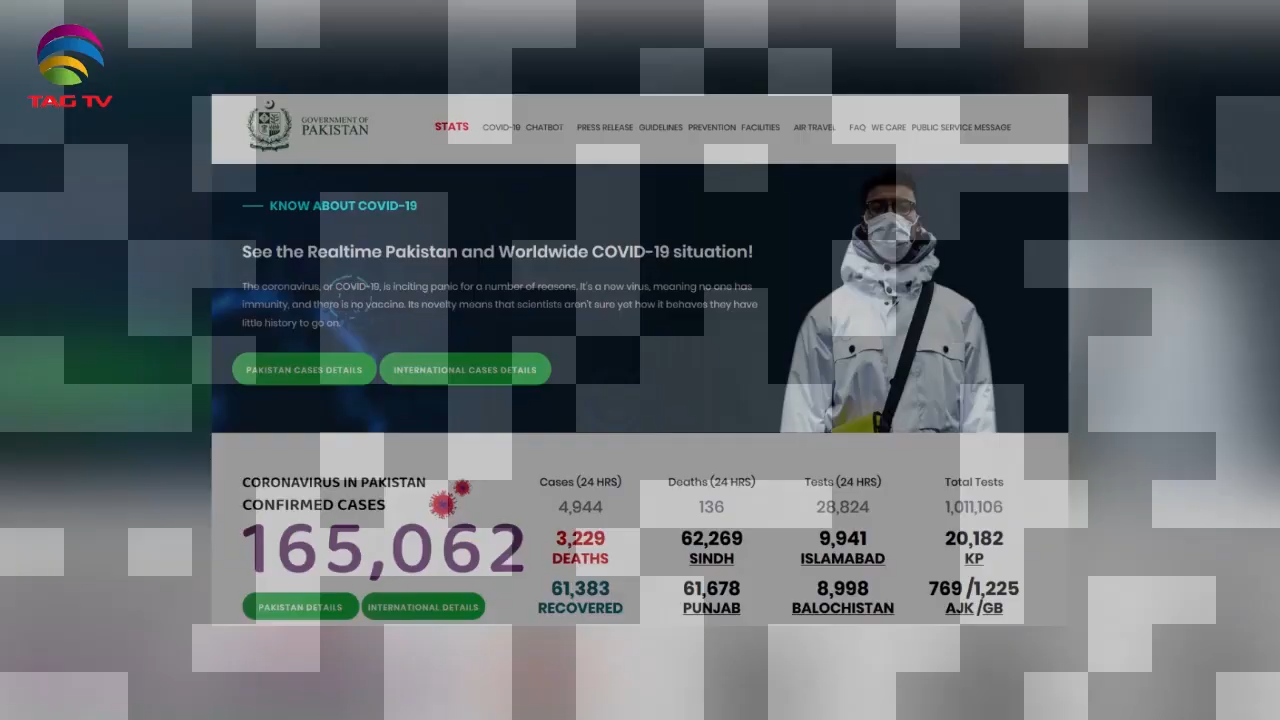 TAG TV
GOVERNMENT OF
PAKISTAN
STATS COVID-19 CHATBOT PRESS RELEASE GUIDELINES PREVENTION FACILITIES AIR TRAVEL FAQ WE CARE PUBLIC SERVICE MESSAGE
KNOW ABOUT COVID-19
See the Realtime Pakistan and Worldwide COVID-19 situation!
The coronavirus, or COVID-19, is inciting panic for a number of reasons. It's a new virus, meaning no one has
immunity, and there is no vaccine. Its novelty means that scientists aren't sure yet how it behaves they have
little history to go on.
PAKISTAN CASES DETAILS INTERNATIONAL CASES DETAILS
CORONAVIRUS IN PAKISTAN
CONFIRMED CASES
165,062
PAKISTAN DETAILS INTERNATIONAL DETAILS
Cases (24 HRS) Deaths (24 HRS) Tests (24 HRS) Total Tests
4,944 136 28,824 1,011,106
3,229 62,269 9,941 20,182
DEATHS SINDH ISLAMABAD KP
61,383 61,678 8,998 769 /1,225
RECOVERED PUNJAB BALOCHISTAN AJK /GB